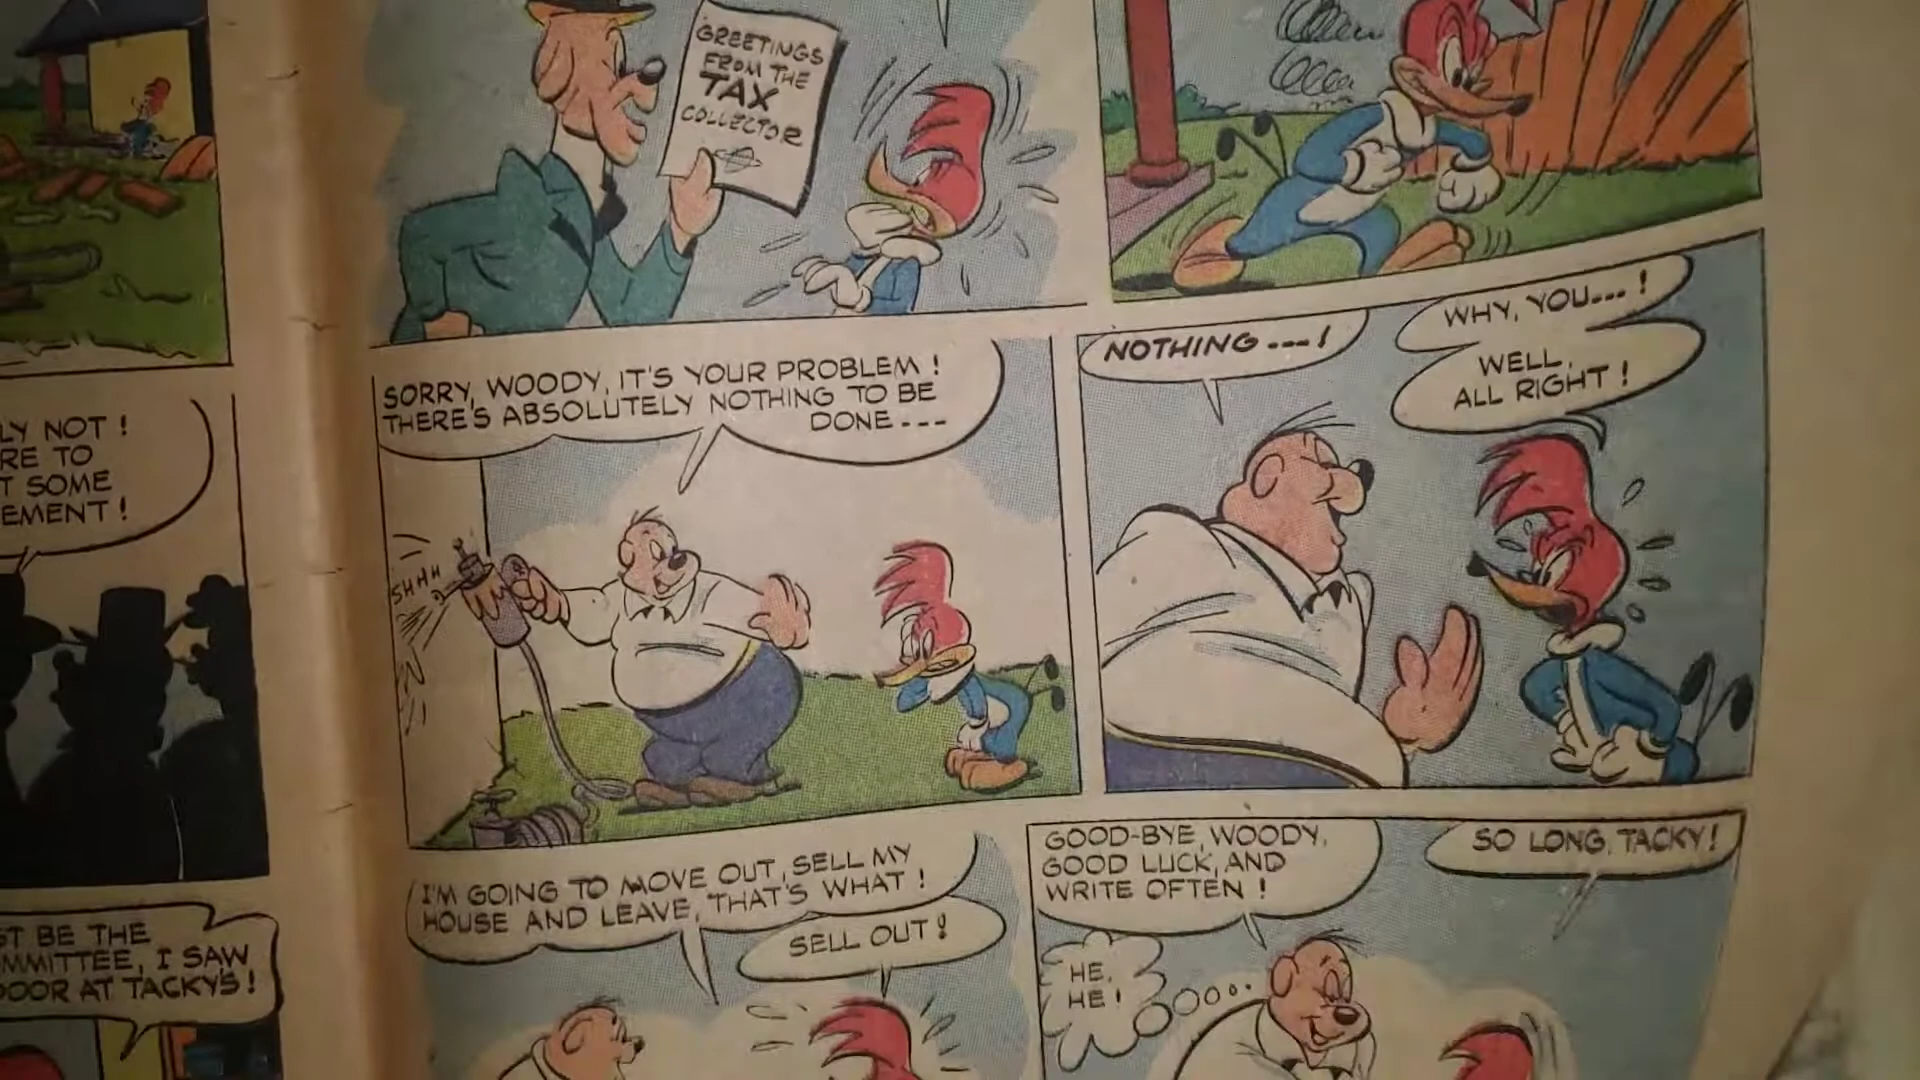 GREETINGS
FROM THE
TAX
COLLECTOR
SORRY, WOODY, IT'S YOUR PROBLEM!
THERE'S ABSOLUTELY NOTHING TO BE
DONE---
SHHH
NOTHING---!
WHY, YOU---!
WELL,
ALL RIGHT!
I'M GOING TO MOVE OUT, SELL MY
HOUSE AND LEAVE, THAT'S WHAT!
SELL OUT!
GOOD-BYE, WOODY,
GOOD LUCK, AND
WRITE OFTEN!
SO LONG, TACKY!
HE,
HE!
LY NOT!
RE TO
T SOME
EMENT!
ST BE THE
MMITTEE, I SAW
DOOR AT TACKY'S!